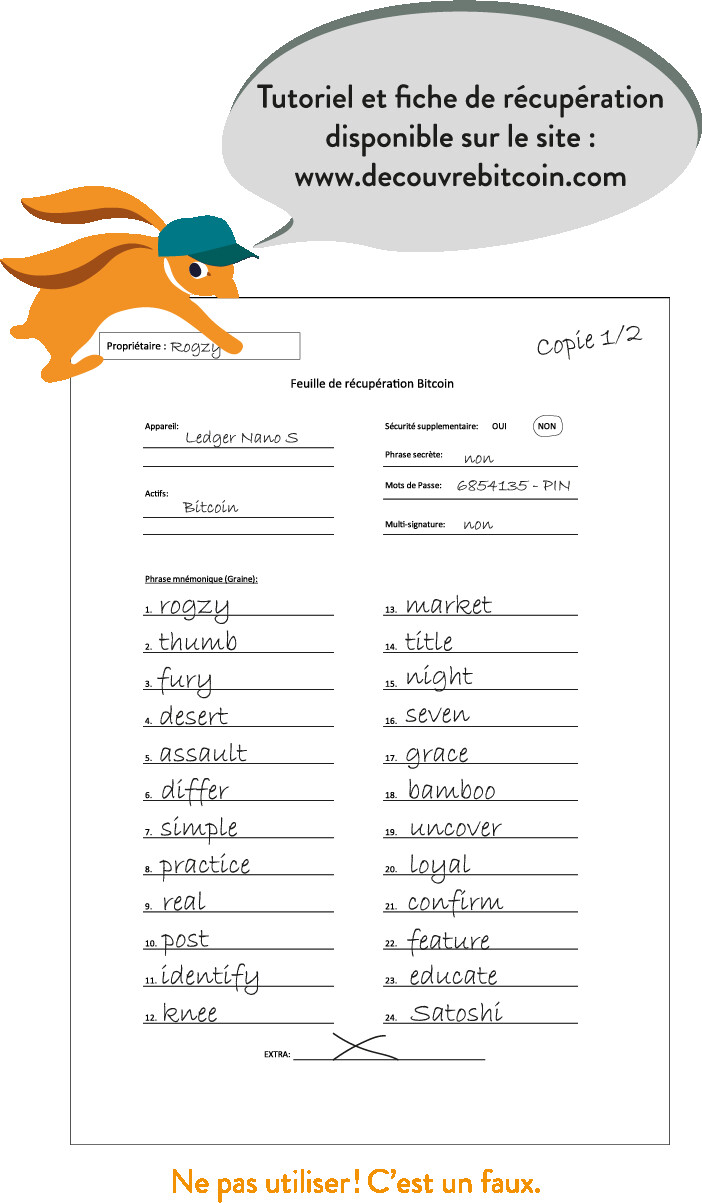 Tutoriel et fiche de récupération
disponible sur le site :
www.decouvrebitcoin.com
Propriétaire : Rogzy
Copie 1/2
Feuille de récupération Bitcoin
Appareil: Ledger Nano S
Sécurité supplementaire: OUI NON
Phrase secrète: non
Mots de Passe: 6854135 - PIN
Actifs: Bitcoin
Multi-signature: non
Phrase mnémonique (Graine):
1. rogzy
2. thumb
3. fury
4. desert
5. assault
6. differ
7. simple
8. practice
9. real
10. post
11. identify
12. knee
13. market
14. title
15. night
16. seven
17. grace
18. bamboo
19. uncover
20. loyal
21. confirm
22. feature
23. educate
24. Satoshi
EXTRA:
Ne pas utiliser! C'est un faux.